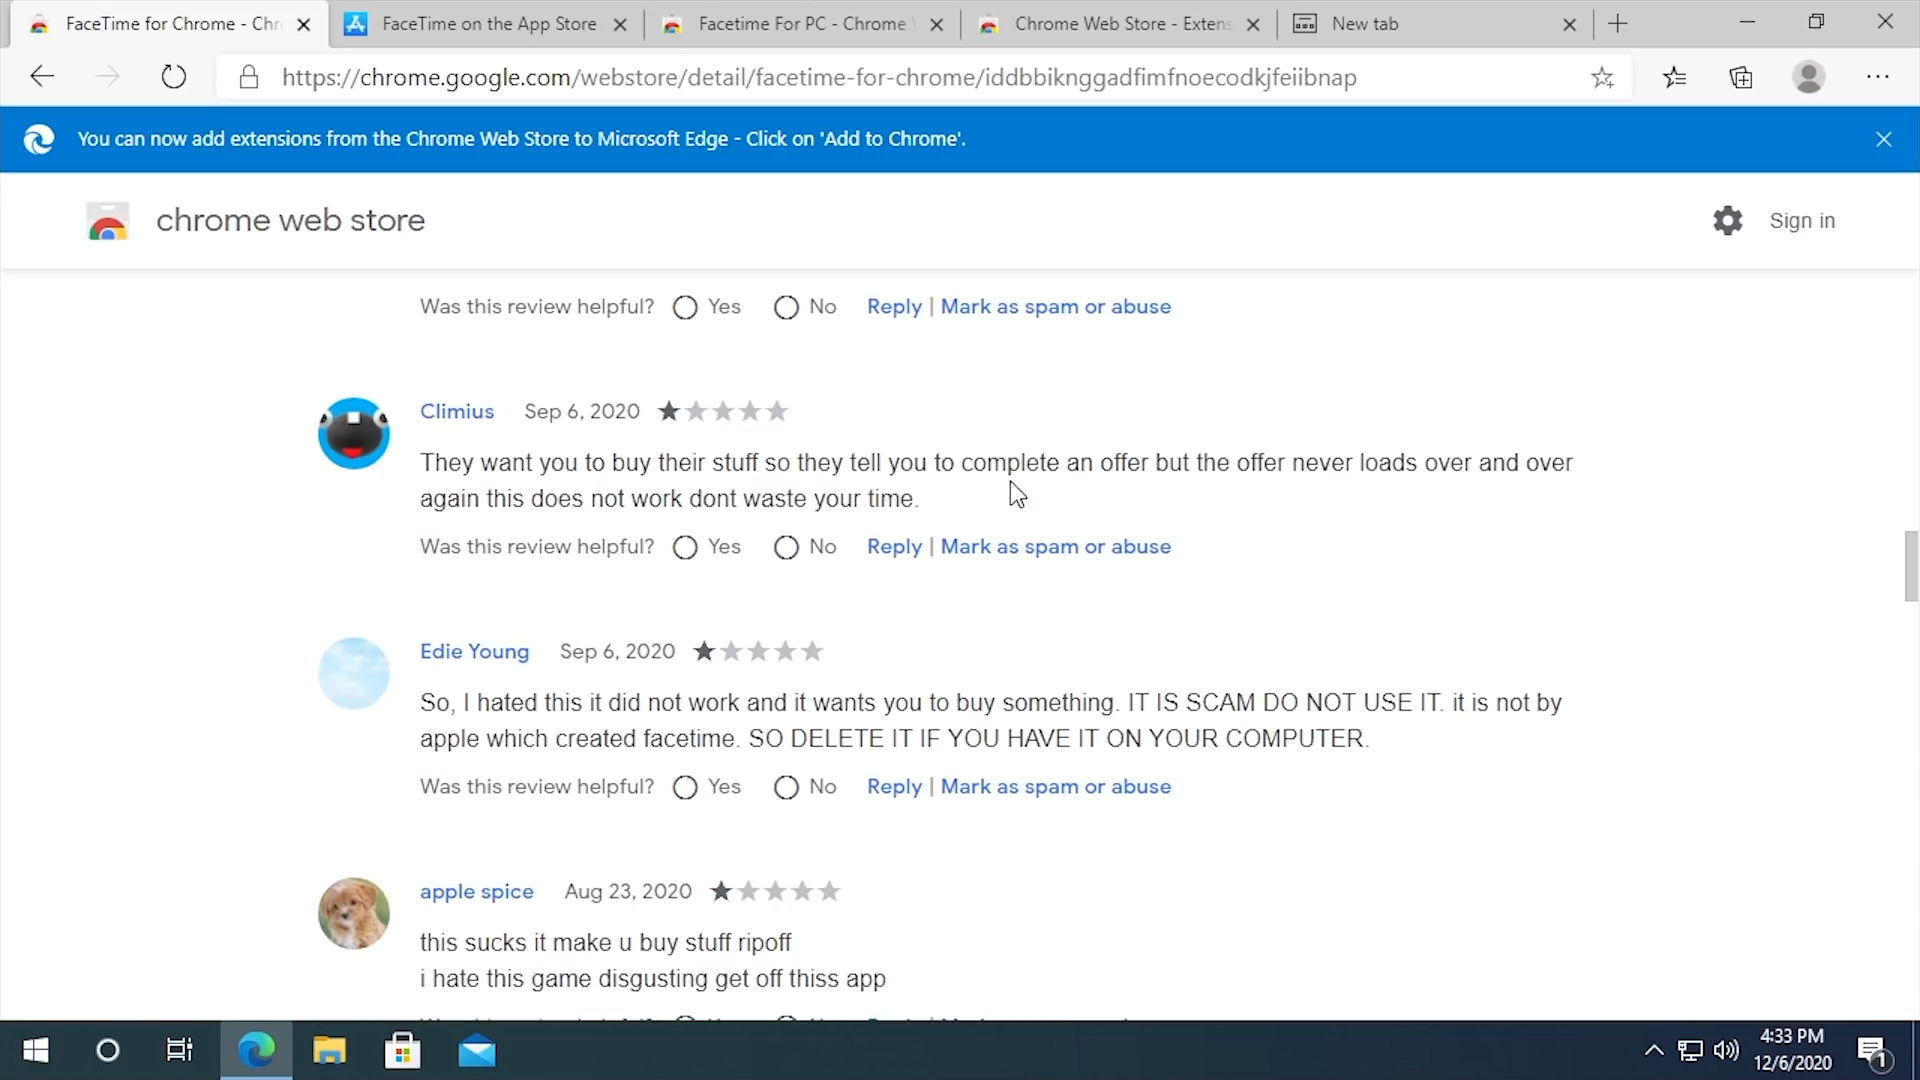 FaceTime for Chrome - Chr
FaceTime on the App Store
Facetime For PC - Chrome
Chrome Web Store - Extens
New tab
https://chrome.google.com/webstore/detail/facetime-for-chrome/iddbbiknggadfimfnoecodkjfeiibnap
You can now add extensions from the Chrome Web Store to Microsoft Edge - Click on 'Add to Chrome'.
chrome web store
Sign in
Was this review helpful? Yes No Reply | Mark as spam or abuse
Climius Sep 6, 2020
They want you to buy their stuff so they tell you to complete an offer but the offer never loads over and over
again this does not work dont waste your time.
Was this review helpful? Yes No Reply | Mark as spam or abuse
Edie Young Sep 6, 2020
So, I hated this it did not work and it wants you to buy something. IT IS SCAM DO NOT USE IT. it is not by
apple which created facetime. SO DELETE IT IF YOU HAVE IT ON YOUR COMPUTER.
Was this review helpful? Yes No Reply | Mark as spam or abuse
apple spice Aug 23, 2020
this sucks it make u buy stuff ripoff
i hate this game disgusting get off thiss app
4:33 PM
12/6/2020
1